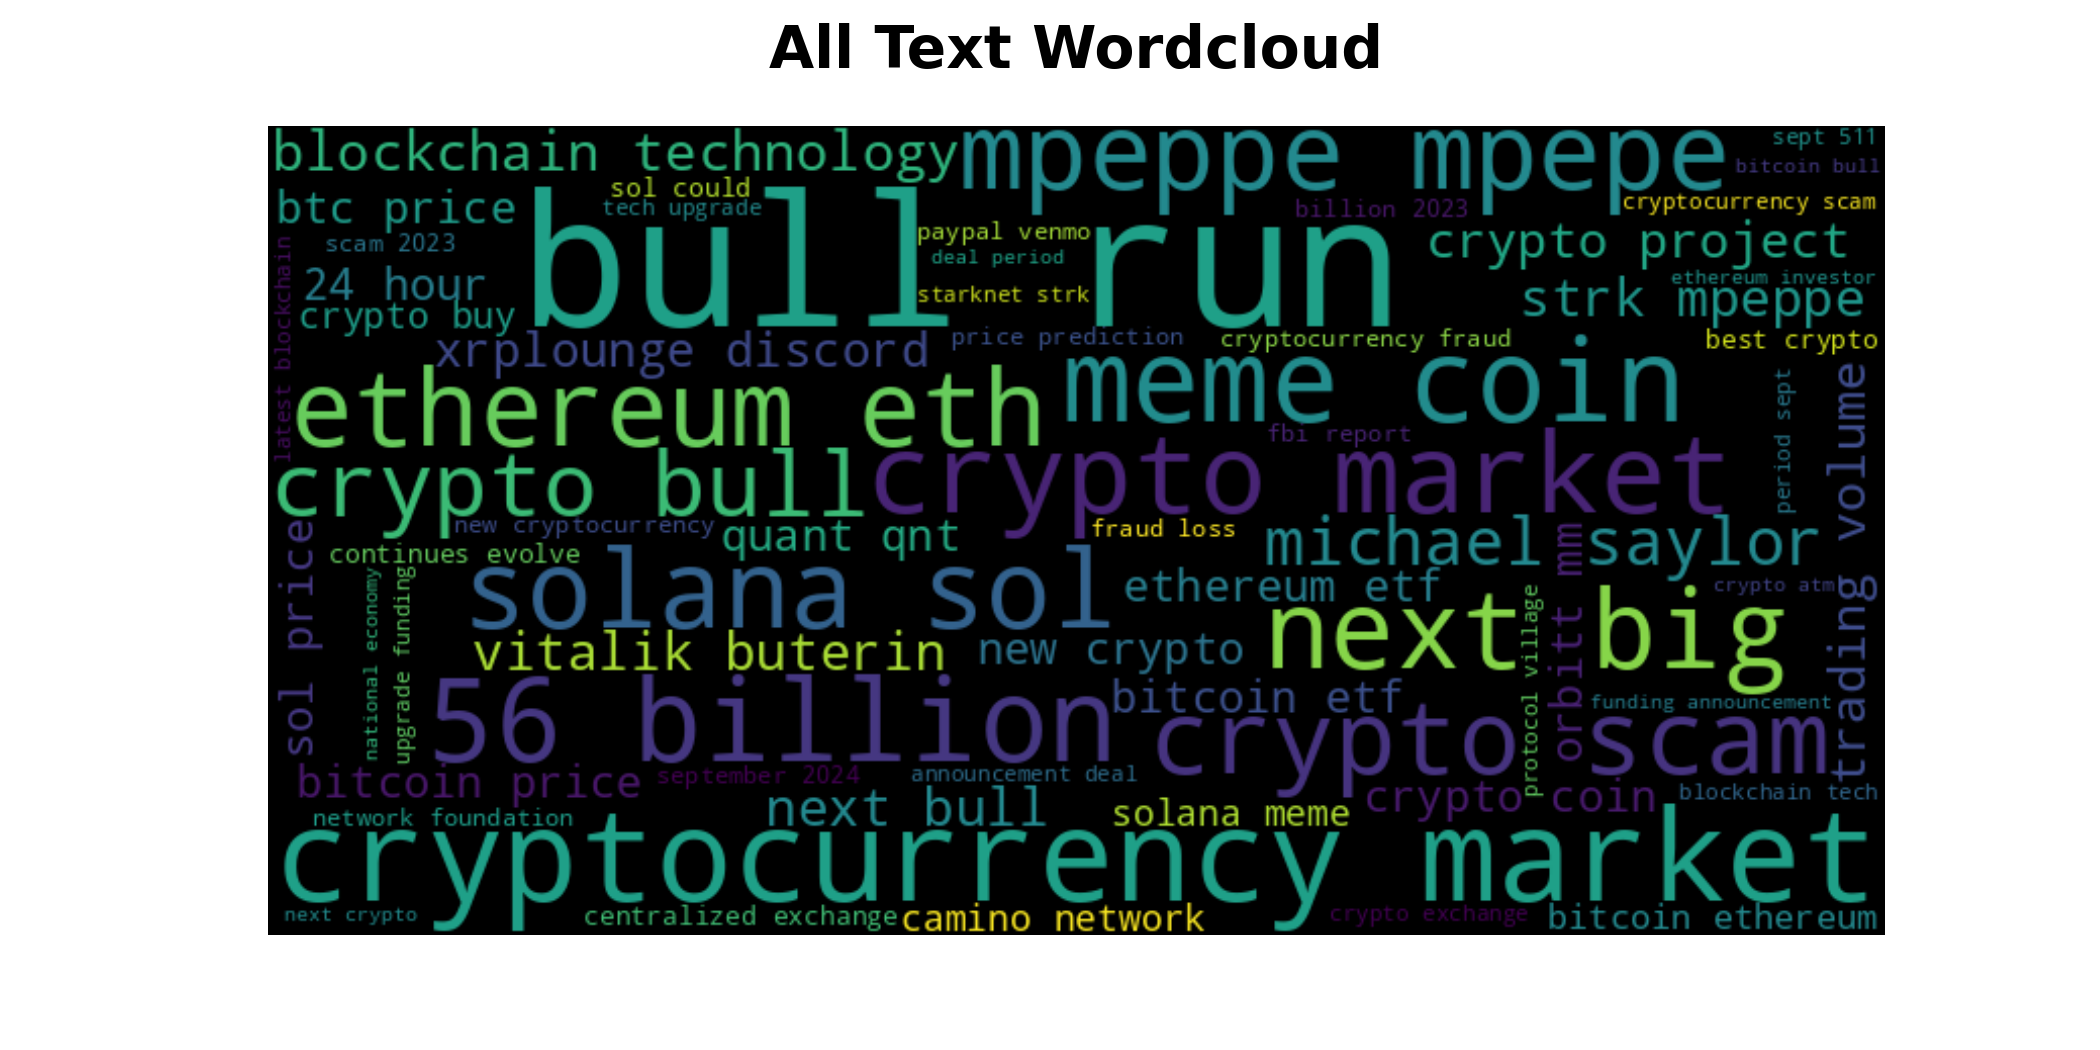 All Text Wordcloud
blockchain technology
mpeppe mpepe
sept 511
bitcoin bull
sol could
btc price
tech upgrade
bull run
billion 2023
cryptocurrency scam
scam 2023
paypal venmo
deal period
crypto project
24 hour
ethereum investor
starknet strk
strk mpeppe
crypto buy
latest blockchain
xrplounge discord
price prediction
cryptocurrency fraud
best crypto
ethereum eth
meme coin
fbi report
period sept
trading volume
crypto bull
crypto market
new cryptocurrency
quant qnt
fraud loss
michael saylor
continues evolve
sol price
solana sol
ethereum etf
crypto atm
national economy
upgrade funding
next big
protocol village
orbitt mm
vitalik buterin
new crypto
56 billion
bitcoin etf
funding announcement
crypto scam
bitcoin price
september 2024
announcement deal
crypto coin
blockchain tech
network foundation
next bull
solana meme
cryptocurrency market
next crypto
centralized exchange
camino network
crypto exchange
bitcoin ethereum